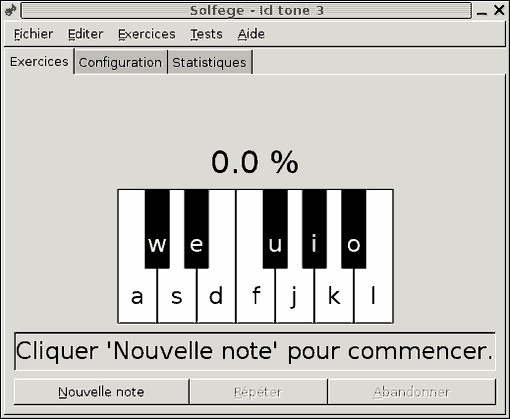 Solfege - Id tone 3
Fichier Editer Exercices Tests Aide
Exercices Configuration Statistiques
0.0 %
w e u i o
a s d f j k l
Cliquer 'Nouvelle note' pour commencer.
Nouvelle note Répéter Abandonner